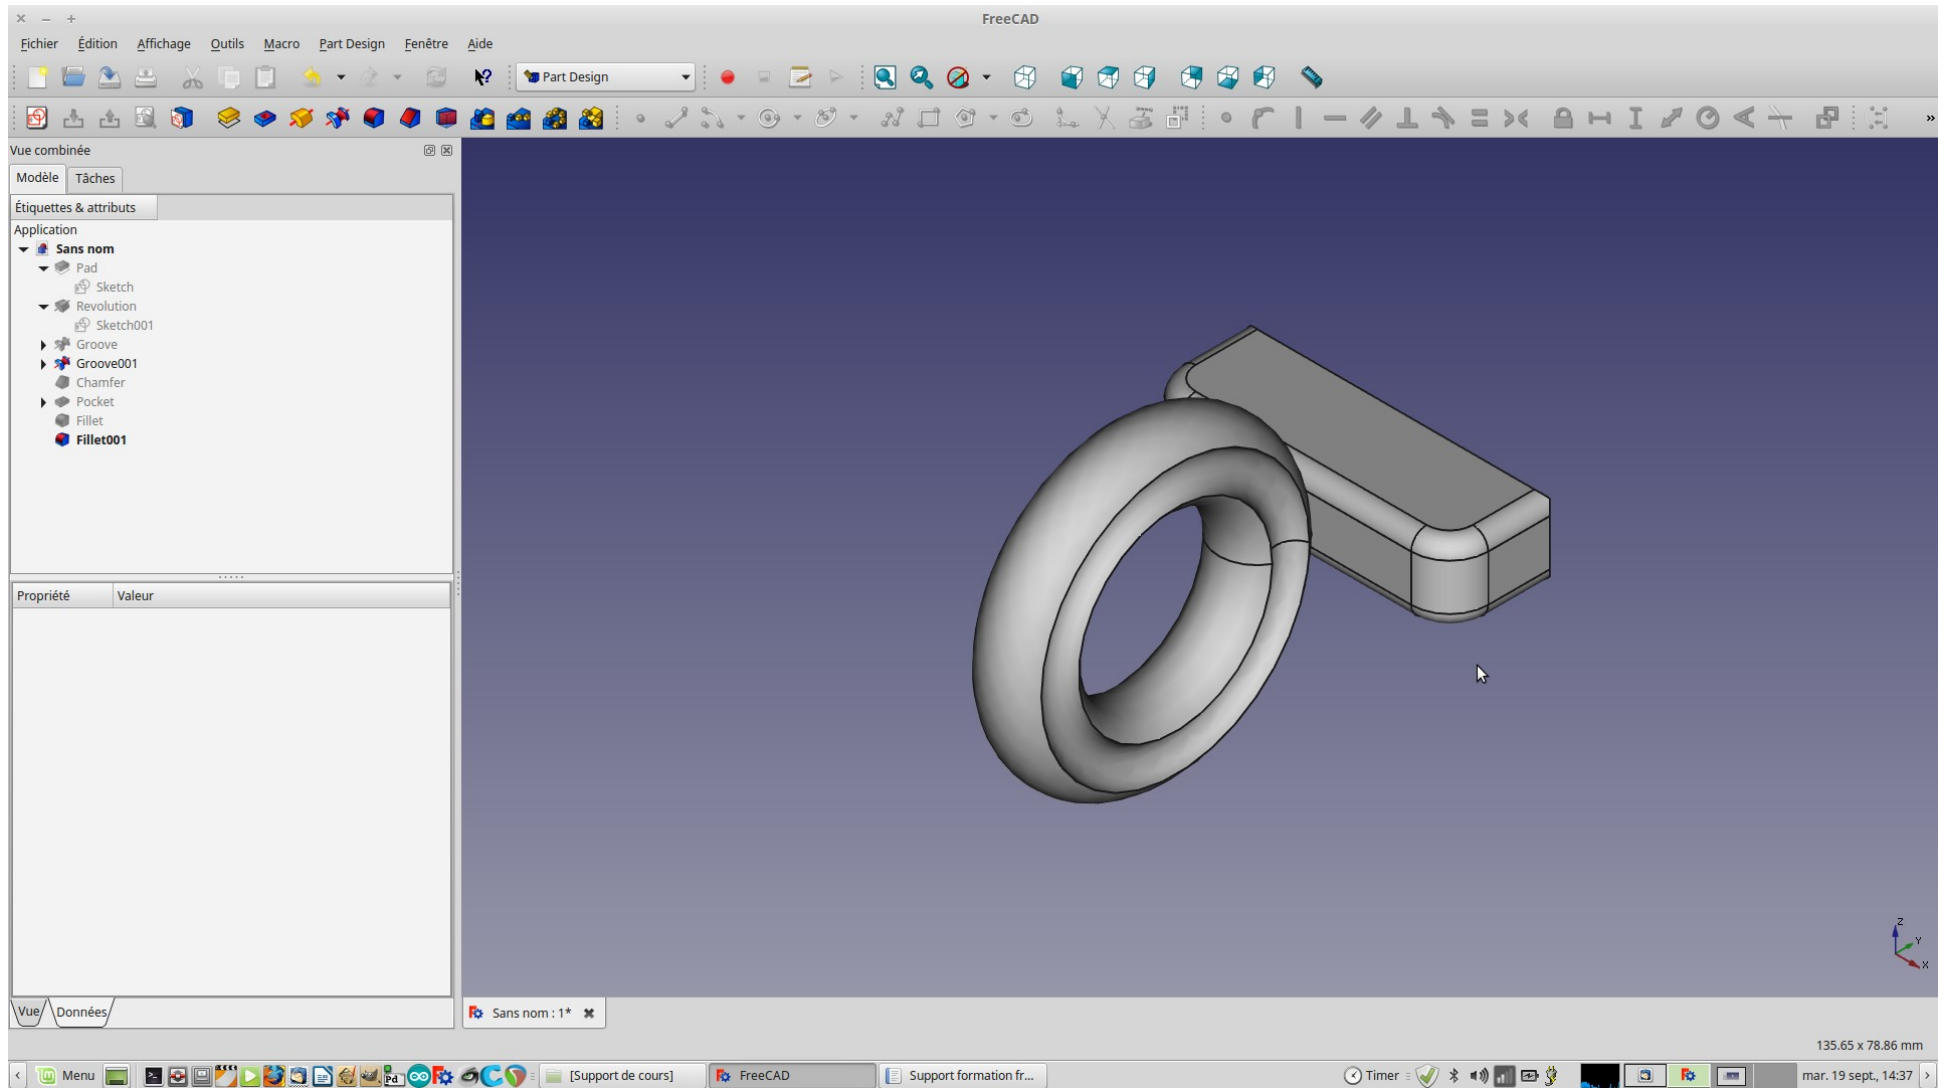 FreeCAD
Fichier Édition Affichage Outils Macro Part Design Fenêtre Aide
Part Design
Vue combinée
Modèle Tâches
Étiquettes & attributs
Application
Sans nom
Pad
Sketch
Revolution
Sketch001
Groove
Groove001
Chamfer
Pocket
Fillet
Fillet001
Propriété Valeur
Z
Y
X
Vue Données
Sans nom : 1*
135.65 x 78.86 mm
Menu Pd [Support de cours] FreeCAD Support formation fr... Timer mar. 19 sept., 14:37